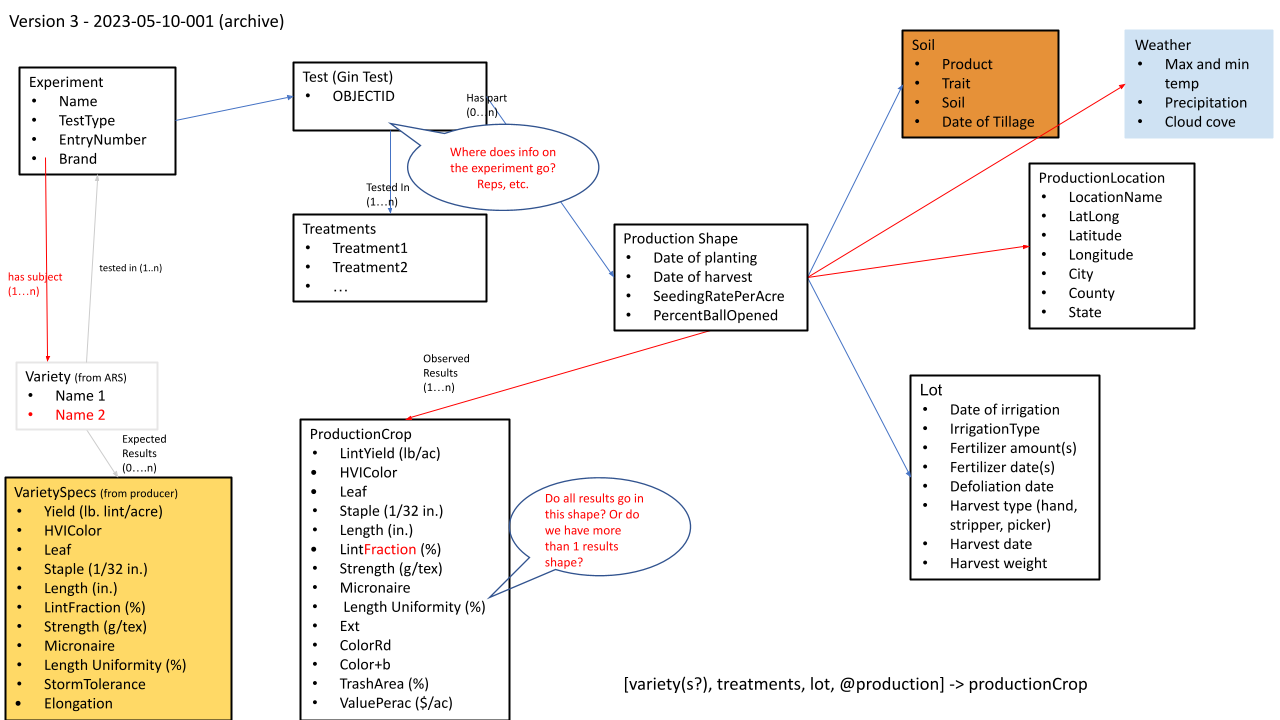 Version 3 - 2023-05-10-001 (archive)
Experiment
• Name
• TestType
• EntryNumber
• Brand
Test (Gin Test)
• OBJECTID
Has part
(0…n)
Where does info on
the experiment go?
Reps, etc.
Tested In
(1…n)
Treatments
• Treatment1
• Treatment2
• …
Soil
• Product
• Trait
• Soil
• Date of Tillage
Weather
• Max and min
temp
• Precipitation
• Cloud cove
ProductionLocation
• LocationName
• LatLong
• Latitude
• Longitude
• City
• County
• State
Production Shape
• Date of planting
• Date of harvest
• SeedingRatePerAcre
• PercentBallOpened
has subject
(1…n)
tested in (1..n)
Variety (from ARS)
• Name 1
• Name 2
Expected
Results
(0….n)
VarietySpecs (from producer)
• Yield (lb. lint/acre)
• HVIColor
• Leaf
• Staple (1/32 in.)
• Length (in.)
• LintFraction (%)
• Strength (g/tex)
• Micronaire
• Length Uniformity (%)
• StormTolerance
• Elongation
Observed
Results
(1…n)
ProductionCrop
• LintYield (lb/ac)
• HVIColor
• Leaf
• Staple (1/32 in.)
• Length (in.)
• LintFraction (%)
• Strength (g/tex)
• Micronaire
• Length Uniformity (%)
• Ext
• ColorRd
• Color+b
• TrashArea (%)
• ValuePerac ($/ac)
Do all results go in
this shape? Or do
we have more
than 1 results
shape?
Lot
• Date of irrigation
• IrrigationType
• Fertilizer amount(s)
• Fertilizer date(s)
• Defoliation date
• Harvest type (hand,
stripper, picker)
• Harvest date
• Harvest weight
[variety(s?), treatments, lot, @production] -> productionCrop